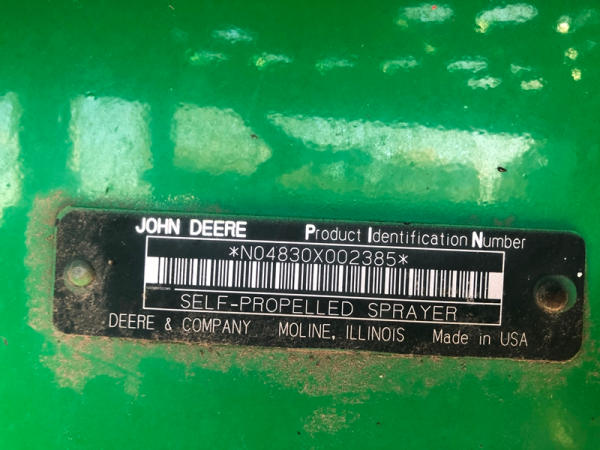 JOHN DEERE Product Identification Number
*N04830X002385*
SELF-PROPELLED SPRAYER
DEERE & COMPANY MOLINE, ILLINOIS Made in USA